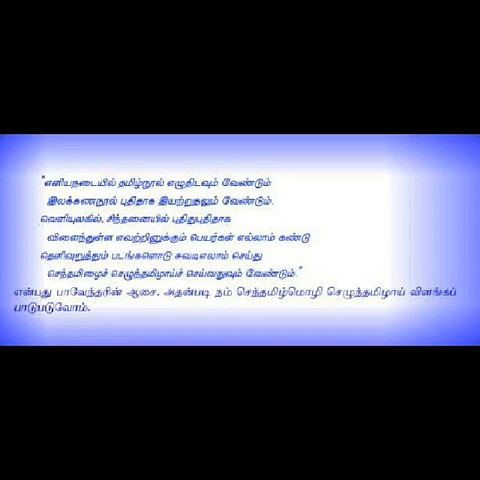 "எளியநடையில் தமிழ்நூல் எழுதிடவும் வேண்டும்
இலக்கணநூல் புதிதாக இயற்றுதலும் வேண்டும்.
வெளியுலகில், சிந்தனையில் புதிதுபுதிதாக
விளைந்துள்ள எவற்றினுக்கும் பெயர்கள் எல்லாம் கண்டு
தெளிவுறுத்தும் படங்களொடு சுவடிஎலாம் செய்து
செந்தமிழைச் செழுந்தமிழாய்ச் செய்வதுவும் வேண்டும்."
என்பது பாவேந்தரின் ஆசை. அதன்படி நம் செந்தமிழ்மொழி செழுந்தமிழாய் விளங்கப்
பாடுபடுவோம்.